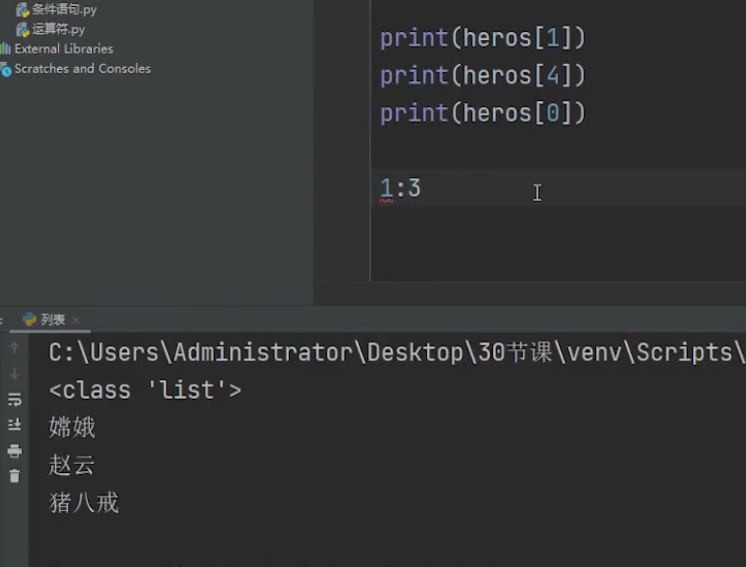 条件语句.py
运算符.py
External Libraries
Scratches and Consoles
print(heros[1])
print(heros[4])
print(heros[0])
1:3
列表
C:\Users\Administrator\Desktop\30节课\venv\Scripts\
<class 'list'>
嫦娥
赵云
猪八戒